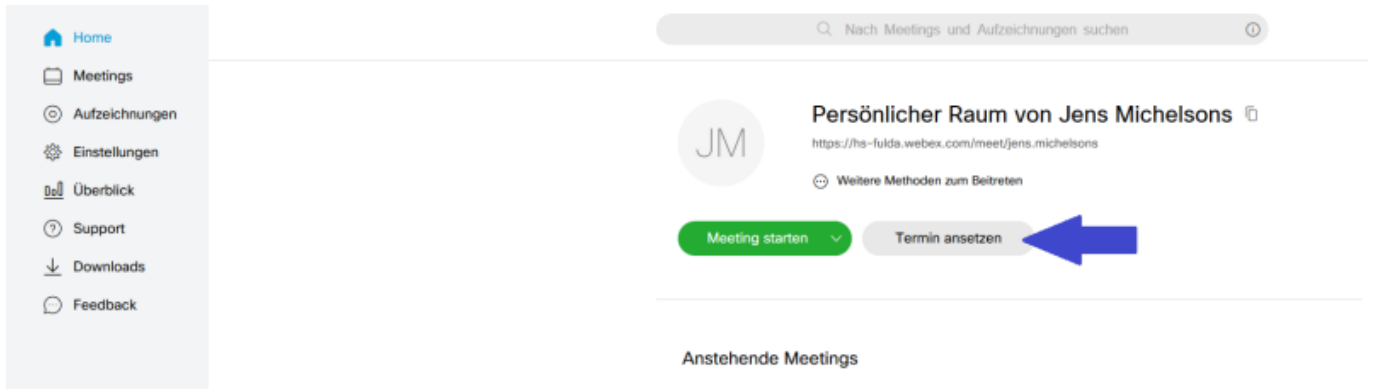 Home
Meetings
Aufzeichnungen
Einstellungen
Überblick
Support
Downloads
Feedback
Nach Meetings und Aufzeichnungen suchen
JM
Persönlicher Raum von Jens Michelsons
https://hs-fulda.webex.com/meet/jens.michelsons
Weitere Methoden zum Beitreten
Meeting starten
Termin ansetzen
Anstehende Meetings